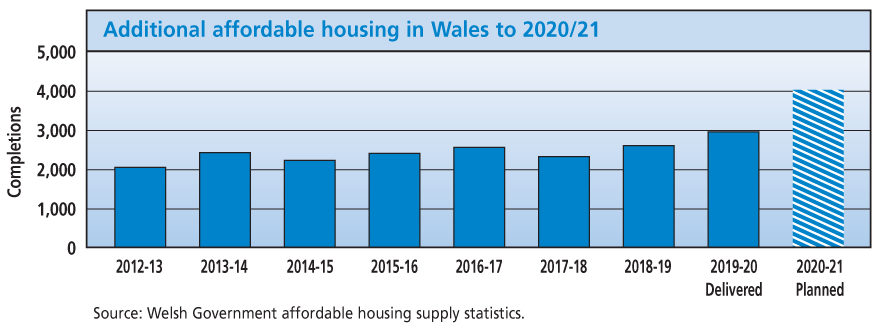 Additional affordable housing in Wales to 2020/21
Completions
5,000
4,000
3,000
2,000
1,000
0
2012-13 2013-14 2014-15 2015-16 2016-17 2017-18 2018-19 2019-20 2020-21
Delivered Planned
Source: Welsh Government affordable housing supply statistics.